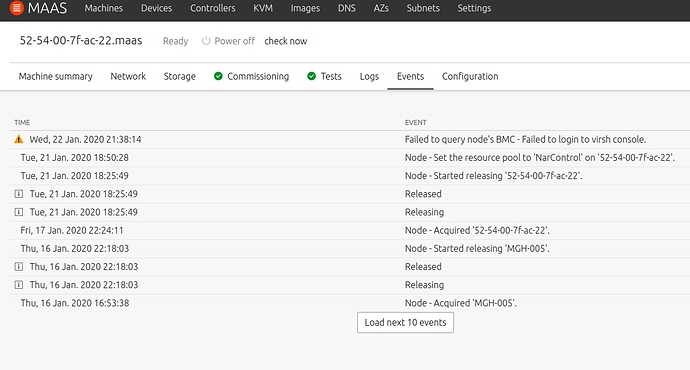 MAAS Machines Devices Controllers KVM Images DNS AZs Subnets Settings
52-54-00-7f-ac-22.maas Ready Power off check now
Machine summary Network Storage Commissioning Tests Logs Events Configuration
TIME EVENT
Wed, 22 Jan. 2020 21:38:14 Failed to query node's BMC - Failed to login to virsh console.
Tue, 21 Jan. 2020 18:50:28 Node - Set the resource pool to 'NarControl' on '52-54-00-7f-ac-22'.
Tue, 21 Jan. 2020 18:25:49 Node - Started releasing '52-54-00-7f-ac-22'.
Tue, 21 Jan. 2020 18:25:49 Released
Tue, 21 Jan. 2020 18:25:49 Releasing
Fri, 17 Jan. 2020 22:24:11 Node - Acquired '52-54-00-7f-ac-22'.
Thu, 16 Jan. 2020 22:18:03 Node - Started releasing 'MGH-005'.
Thu, 16 Jan. 2020 22:18:03 Released
Thu, 16 Jan. 2020 22:18:03 Releasing
Thu, 16 Jan. 2020 16:53:38 Node - Acquired 'MGH-005'.
Load next 10 events